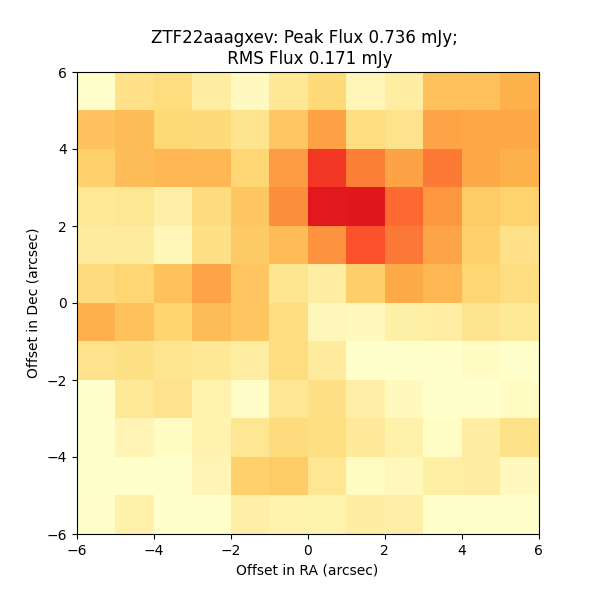 ZTF22aaagxev: Peak Flux 0.736 mJy;
RMS Flux 0.171 mJy
6
4
2
0
−2
−4
−6
Offset in Dec (arcsec)
−6 −4 −2 0 2 4 6
Offset in RA (arcsec)